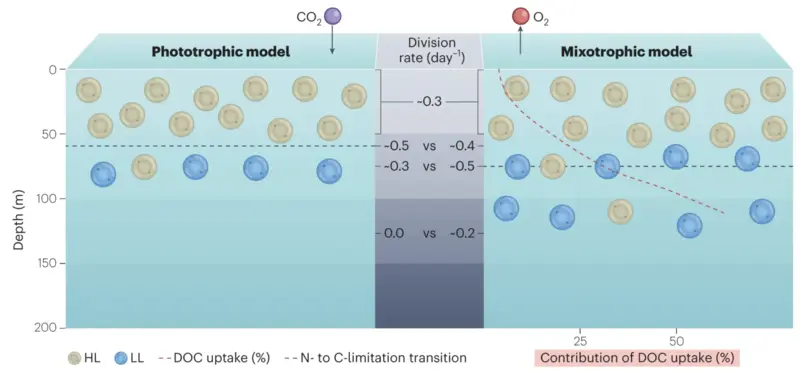 CO2
O2
Phototrophic model
Division
rate (day–1)
Mixotrophic model
0
50
100
150
200
Depth (m)
~0.3
0.5 vs 0.4
0.3 vs 0.5
0.0 vs 0.2
25
50
HL
LL
DOC uptake (%)
N- to C-limitation transition
Contribution of DOC uptake (%)